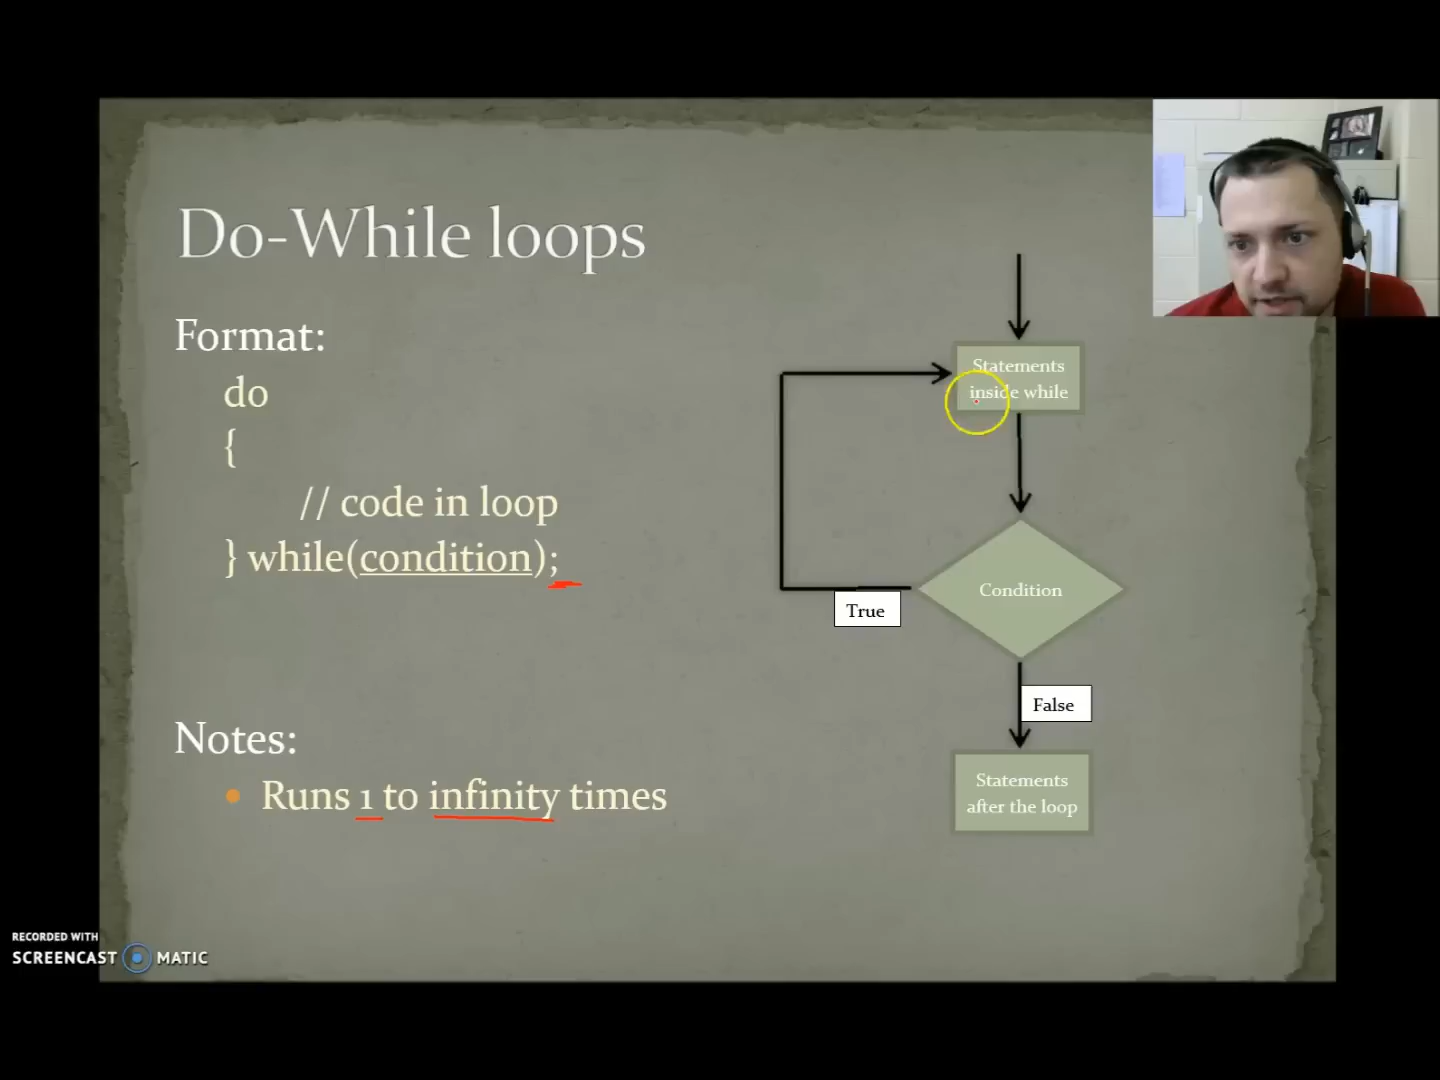 Do-While loops
Format:
do
{
// code in loop
} while(condition);
Notes:
• Runs 1 to infinity times
Statements
inside while
Condition
True
False
Statements
after the loop
RECORDED WITH
SCREENCAST MATIC